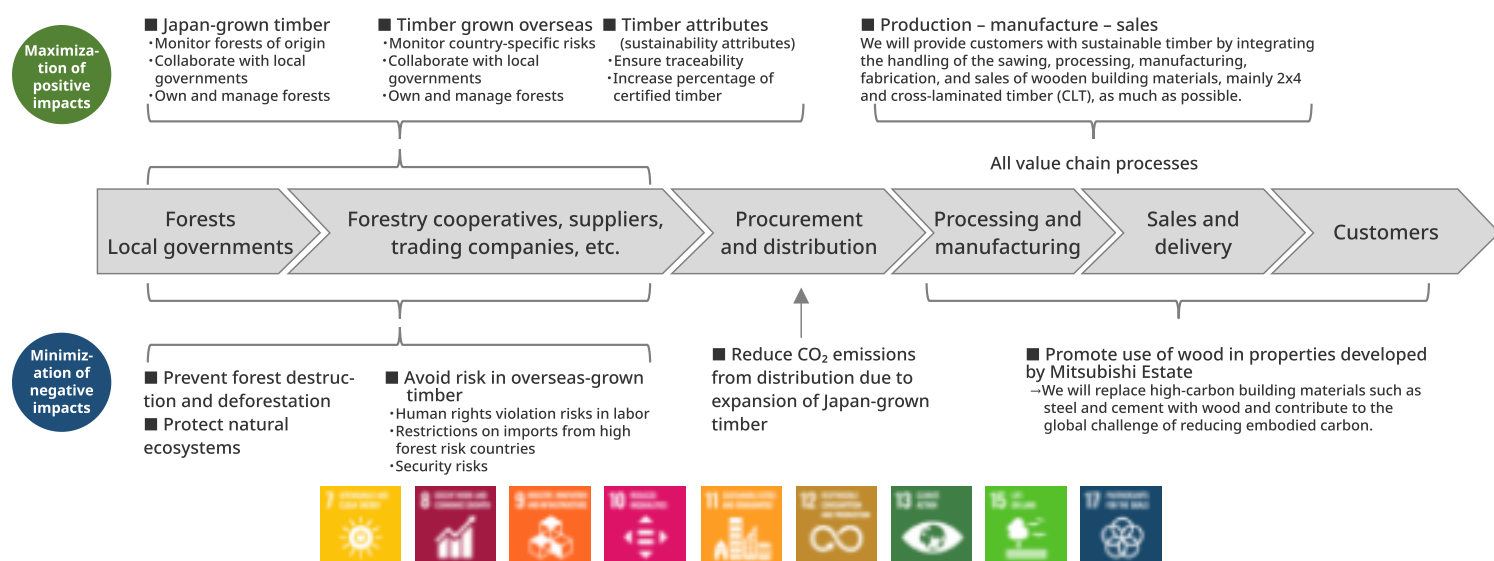 Maximiza-
tion of
positive
impacts
■ Japan-grown timber
・Monitor forests of origin
・Collaborate with local
governments
・Own and manage forests
■ Timber grown overseas
・Monitor country-specific risks
・Collaborate with local
governments
・Own and manage forests
■ Timber attributes
(sustainability attributes)
・Ensure traceability
・Increase percentage of
certified timber
■ Production – manufacture – sales
We will provide customers with sustainable timber by integrating
the handling of the sawing, processing, manufacturing,
fabrication, and sales of wooden building materials, mainly 2x4
and cross-laminated timber (CLT), as much as possible.
All value chain processes
Forests
Local governments
Forestry cooperatives, suppliers,
trading companies, etc.
Procurement
and distribution
Processing and
manufacturing
Sales and
delivery
Customers
Minimiz-
ation of
negative
impacts
■ Prevent forest destruc-
tion and deforestation
■ Protect natural
ecosystems
■ Avoid risk in overseas-grown
timber
・Human rights violation risks in labor
・Restrictions on imports from high
forest risk countries
・Security risks
■ Reduce CO₂ emissions
from distribution due to
expansion of Japan-grown
timber
■ Promote use of wood in properties developed
by Mitsubishi Estate
→We will replace high-carbon building materials such as
steel and cement with wood and contribute to the
global challenge of reducing embodied carbon.
7
8
9
10
11
12
13
15
17